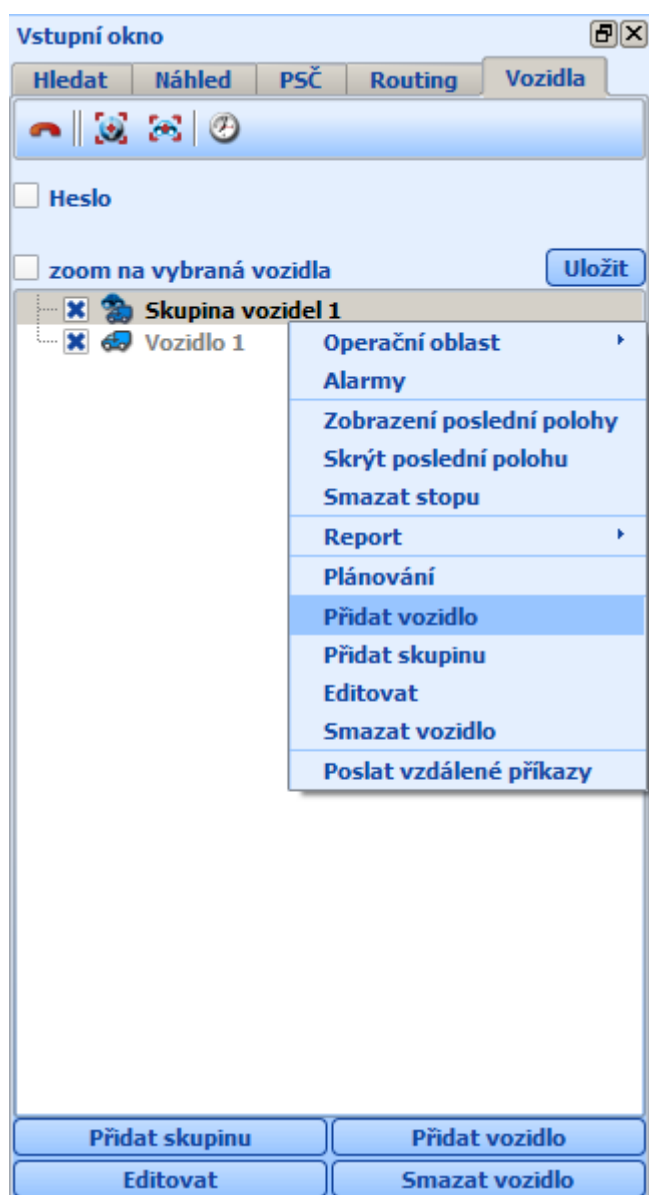 Vstupní okno
Hledat Náhled PSČ Routing Vozidla
Heslo
zoom na vybraná vozidla Uložit
Skupina vozidel 1
Vozidlo 1
Operační oblast
Alarmy
Zobrazení poslední polohy
Skrýt poslední polohu
Smazat stopu
Report
Plánování
Přidat vozidlo
Přidat skupinu
Editovat
Smazat vozidlo
Poslat vzdálené příkazy
Přidat skupinu Přidat vozidlo
Editovat Smazat vozidlo